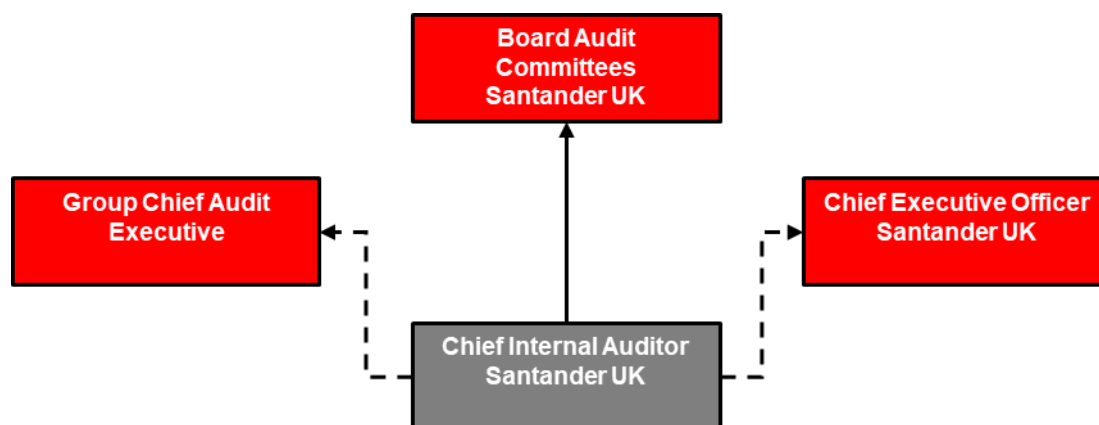 Board Audit
Committees
Santander UK
Group Chief Audit
Executive
Chief Executive Officer
Santander UK
Chief Internal Auditor
Santander UK